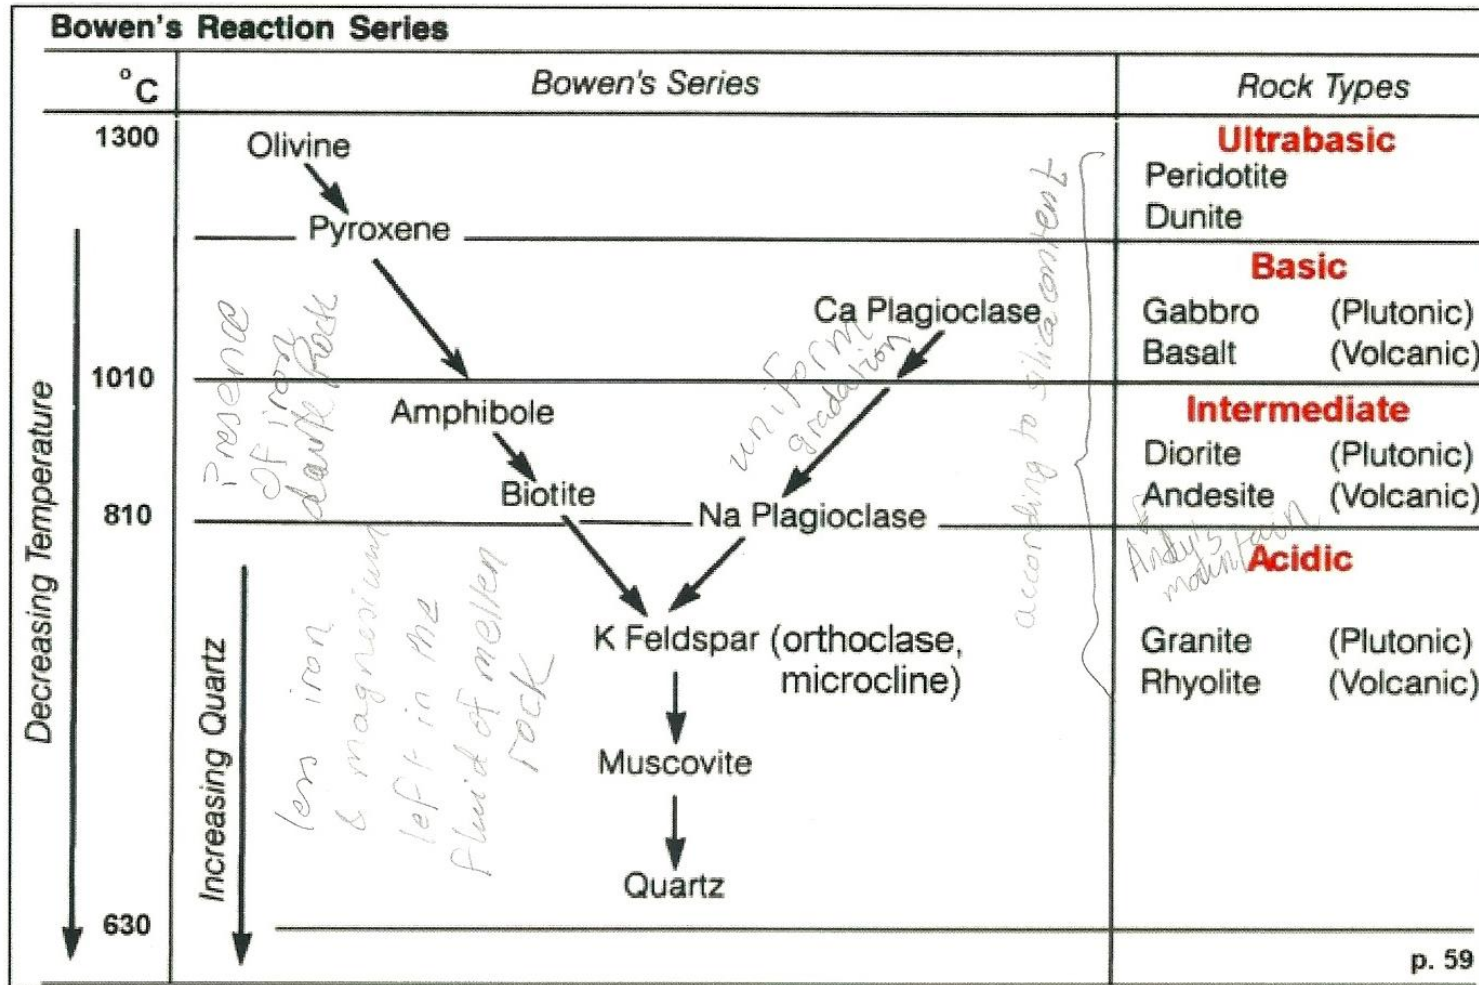 Bowen's Reaction Series
°C
Bowen's Series
Rock Types
1300
Olivine
Ultrabasic
Peridotite
Dunite
Pyroxene
Basic
Ca Plagioclase
Gabbro (Plutonic)
Basalt (Volcanic)
1010
Amphibole
Intermediate
Diorite (Plutonic)
Biotite
Andesite (Volcanic)
810
Na Plagioclase
Acidic
K Feldspar (orthoclase,
microcline)
Granite (Plutonic)
Rhyolite (Volcanic)
Muscovite
Quartz
630
p. 59
Decreasing Temperature
Increasing Quartz
Presence
of iron
rock
less iron
& magnesium
left in the
fluid of mellen
rock
uniform
gradation
according to silica content
Andy's
mountain